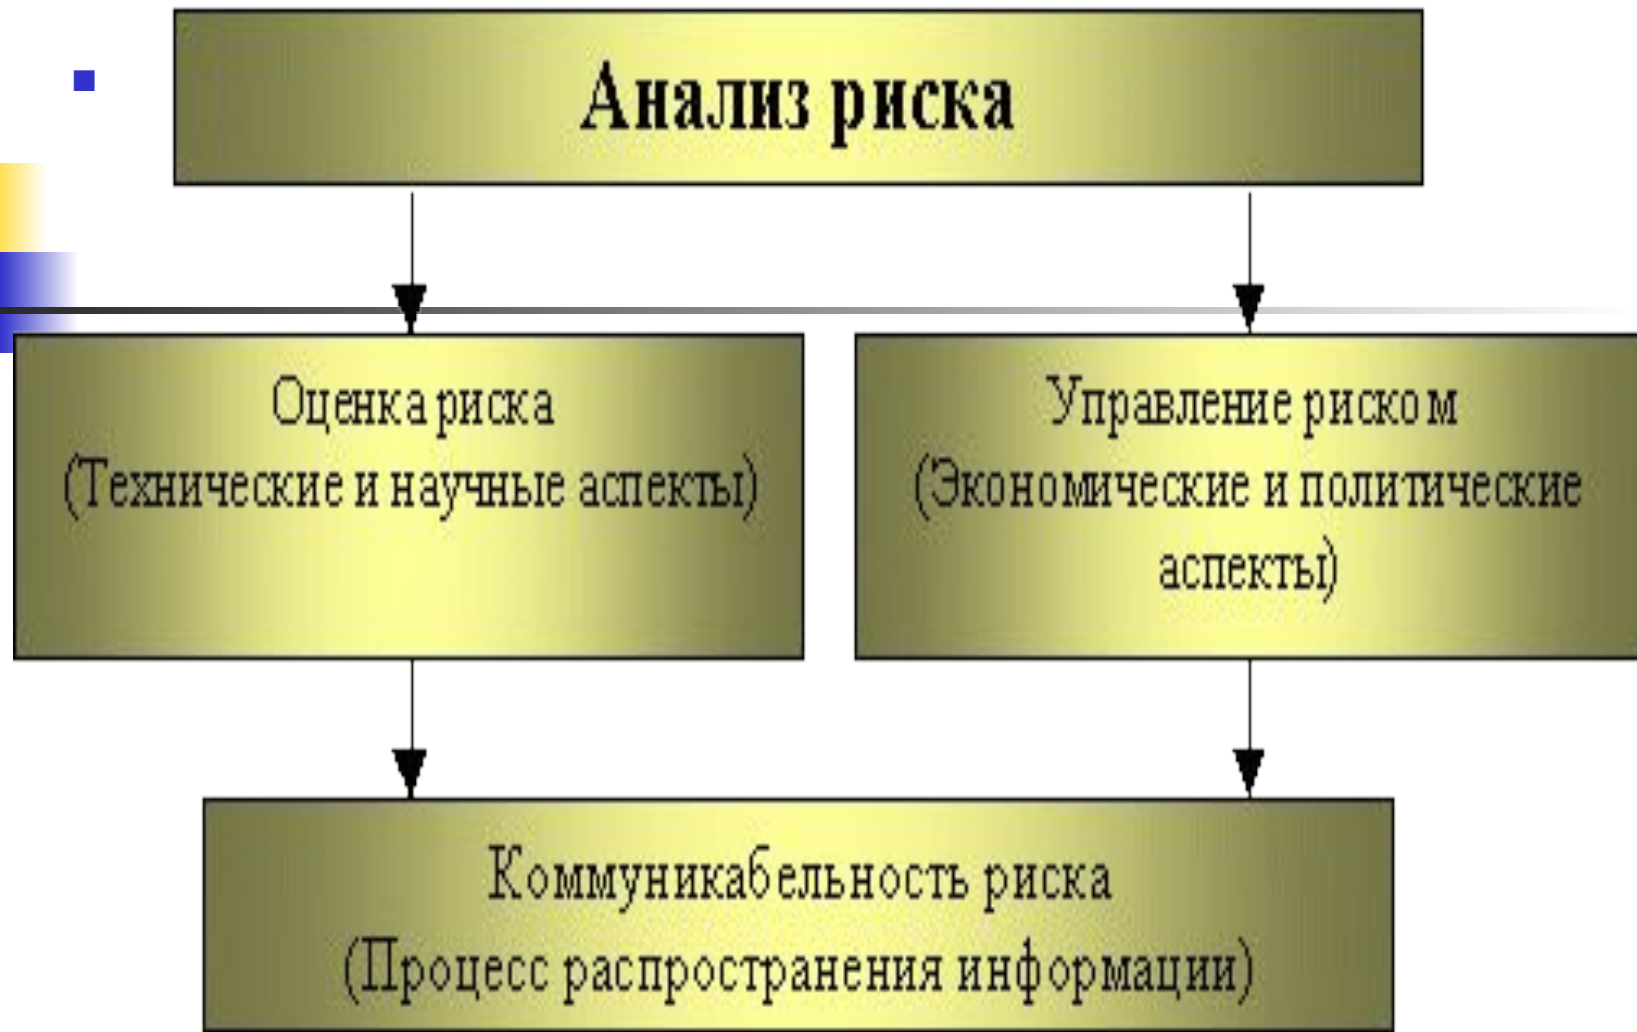 Анализ риска
Оценка риска
(Технические и научные аспекты)
Управление риском
(Экономические и политические
аспекты)
Коммуникабельность риска
(Процесс распространения информации)